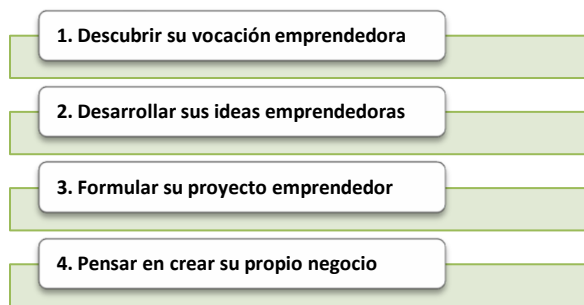 1. Descubrir su vocación emprendedora
2. Desarrollar sus ideas emprendedoras
3. Formular su proyecto emprendedor
4. Pensar en crear su propio negocio